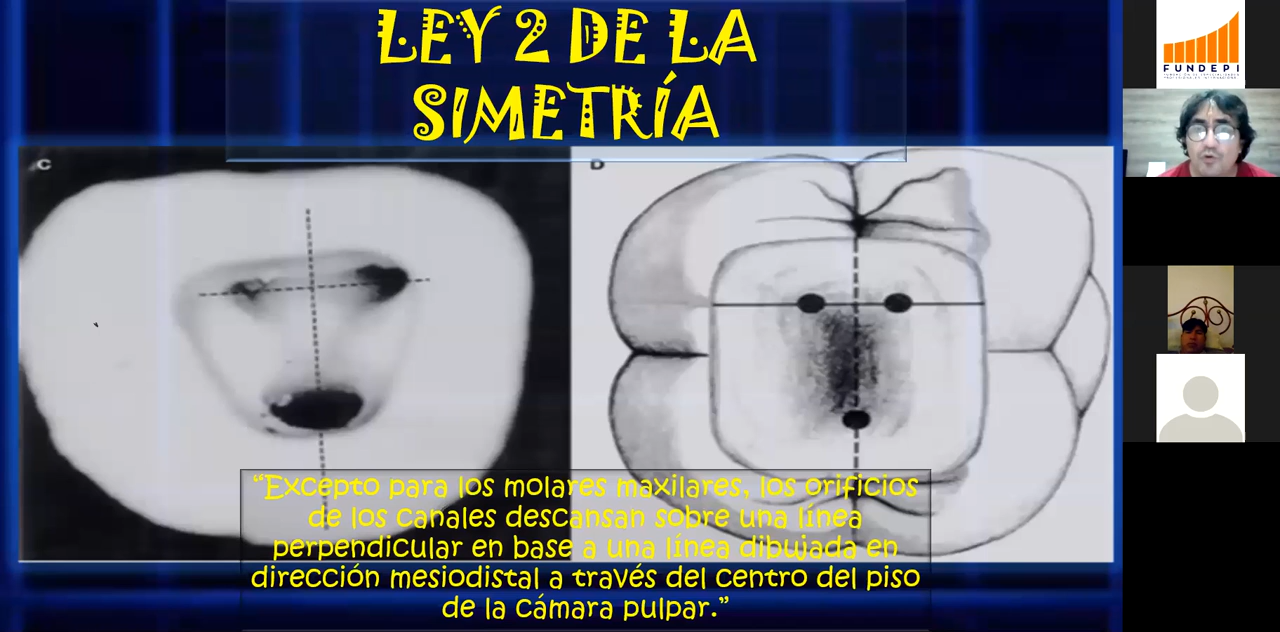 LEY 2 DE LA
SIMETRÍA
C
D
"Excepto para los molares maxilares, los orificios
de los canales descansan sobre una línea
perpendicular en base a una línea dibujada en
dirección mesiodistal a través del centro del piso
de la cámara pulpar."
FUNDEPI